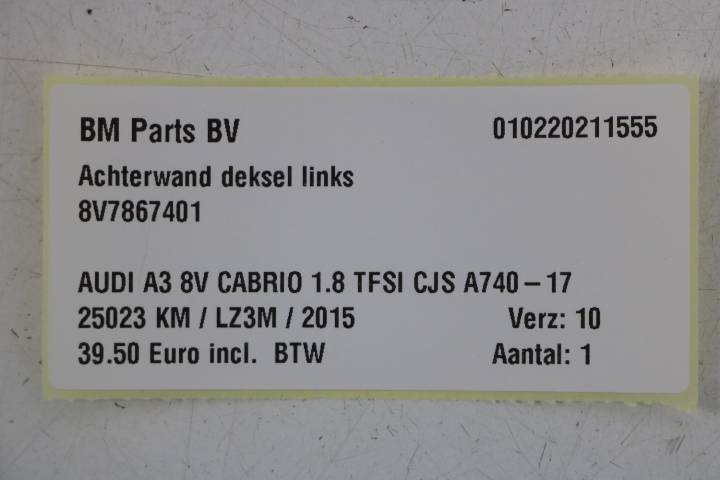 BM Parts BV 010220211555
Achterwand deksel links
8V7867401
AUDI A3 8V CABRIO 1.8 TFSI CJS A740 – 17
25023 KM / LZ3M / 2015 Verz: 10
39.50 Euro incl. BTW Aantal: 1